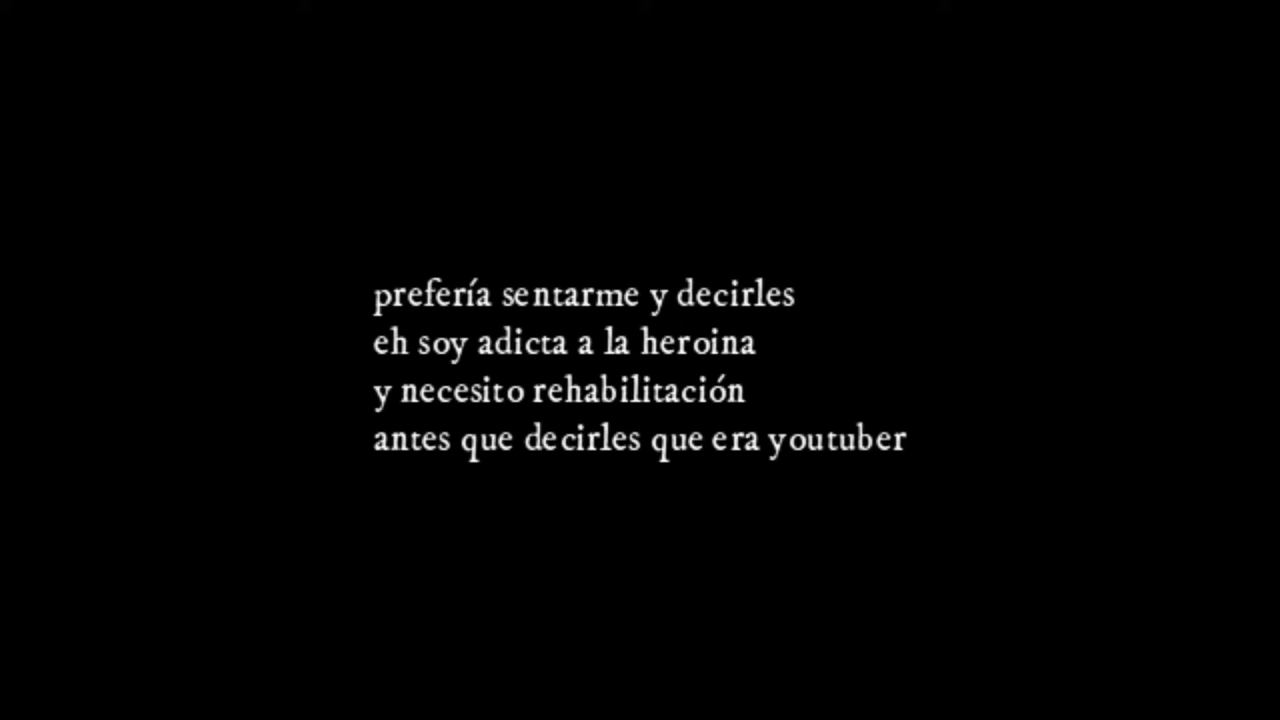 prefería sentarme y decirles
eh soy adicta a la heroina
y necesito rehabilitación
antes que decirles que era youtuber